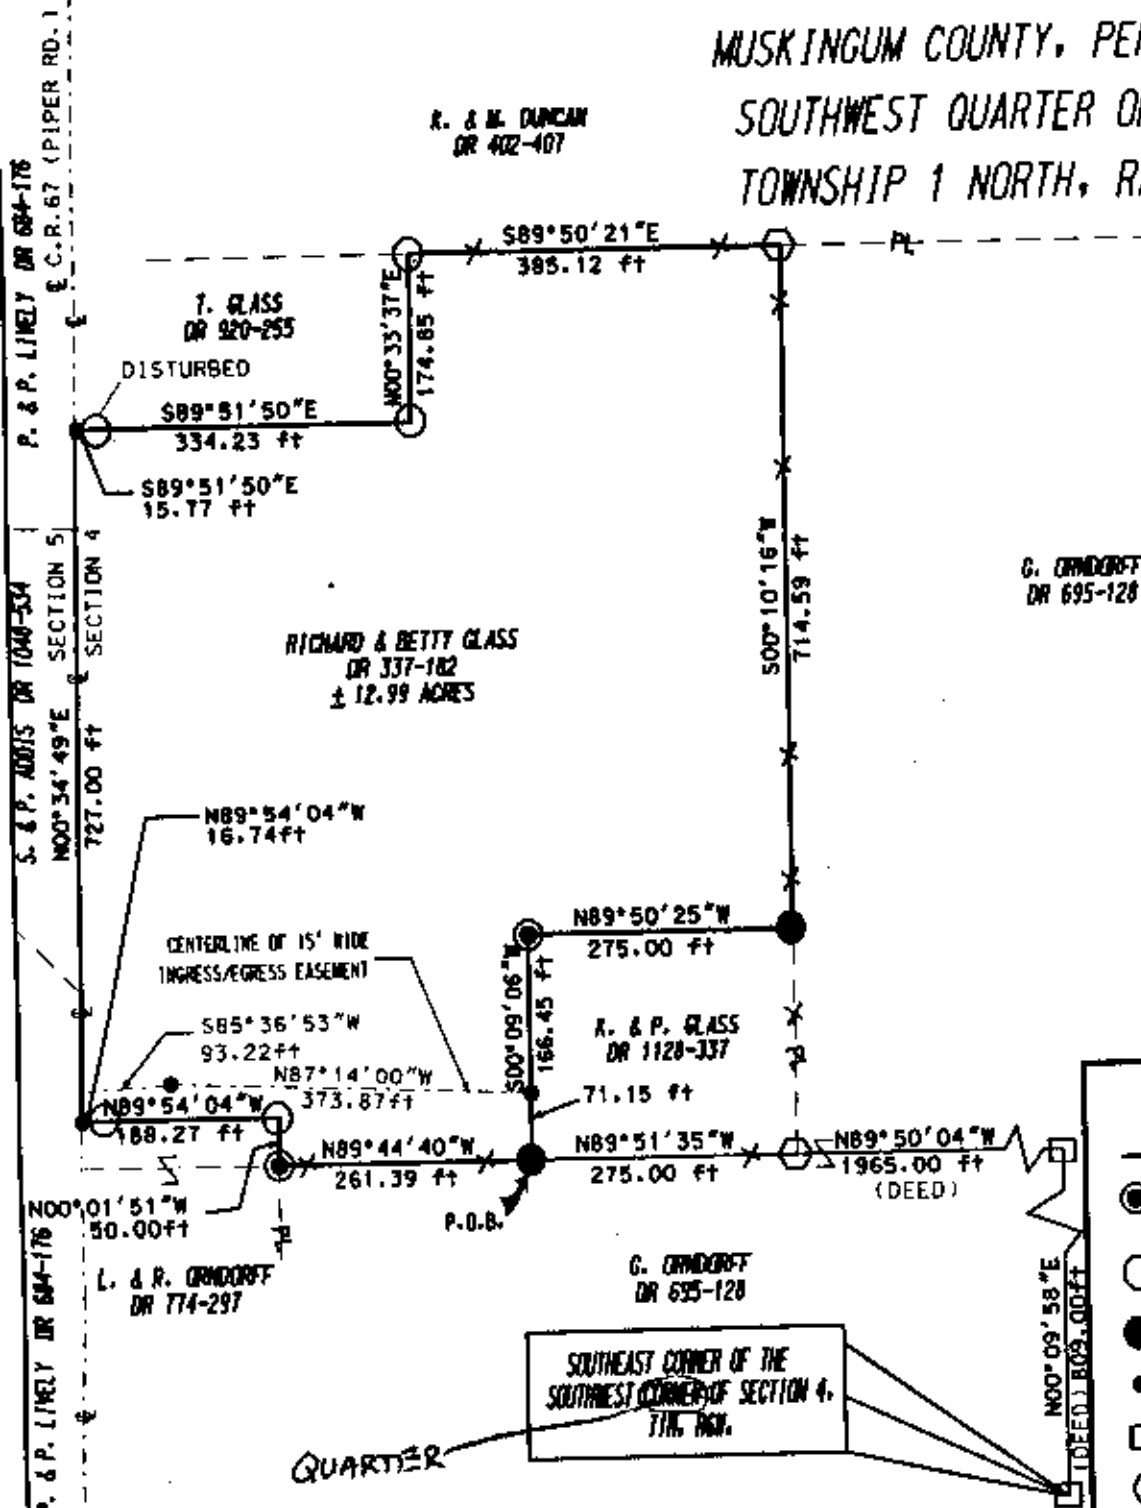 MUSKINGUM COUNTY, PE
SOUTHWEST QUARTER O
TOWNSHIP 1 NORTH, R
C.R.67 (PIPER RD.)
P. & P. LIVELY DR 684-176
K. & M. DUNCAN
DR 402-407
S89°50'21"E
385.12 ft
PL
T. GLASS
DR 920-255
N00°33'37"E
174.85 ft
DISTURBED
S89°51'50"E
334.23 ft
S89°51'50"E
15.77 ft
SECTION 5
SECTION 4
S. & P. ADDIS DR 1048-534
N00°34'49"E
727.00 ft
S00°10'16"W
714.59 ft
G. ORNDORFF
DR 695-128
RICHARD & BETTY GLASS
DR 337-182
± 12.99 ACRES
N89°54'04"W
16.74ft
N89°50'25"W
275.00 ft
CENTERLINE OF 15' WIDE
INGRESS/EGRESS EASEMENT
S00°09'06"W
166.45 ft
K. & P. GLASS
DR 1128-337
S85°36'53"W
93.22ft
N87°14'00"W
373.87ft
71.15 ft
N89°54'04"W
188.27 ft
N89°44'40"W
261.39 ft
N89°51'35"W
275.00 ft
N89°50'04"W
1965.00 ft
(DEED)
N00°01'51"W
50.00ft
P.O.B.
L. & R. ORNDORFF
DR 774-297
G. ORNDORFF
DR 695-128
N00°09'58"E
(DEED) 809.00ft
P. & P. LIVELY DR 684-176
SOUTHEAST CORNER OF THE
SOUTHWEST CORNER OF SECTION 4,
T1N, R6W.
QUARTER